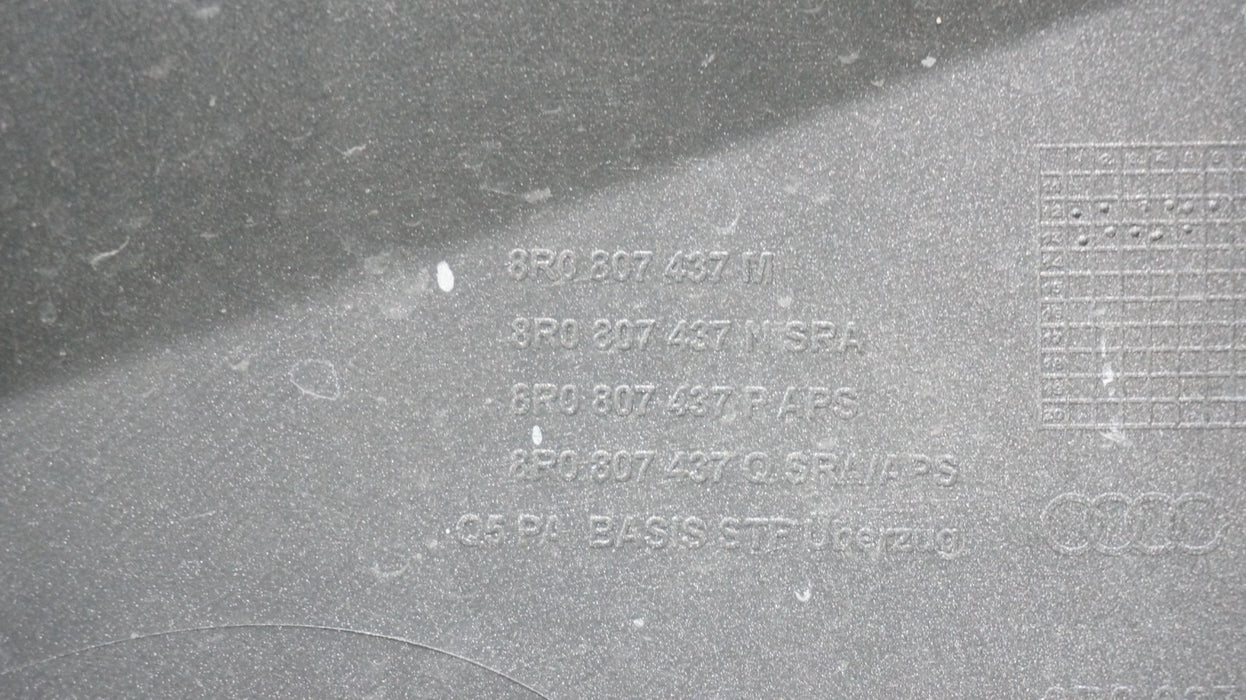 8R0 807 437 M
8R0 807 437 N SRA
8R0 807 437 P APS
8R0 807 437 Q SRA/APS
Q5 PA BASIS STF Überzug